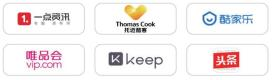 1. 一点资讯
Thomas Cook
托迈酷客
酷家乐
唯品会
vip.com
K keep
头条